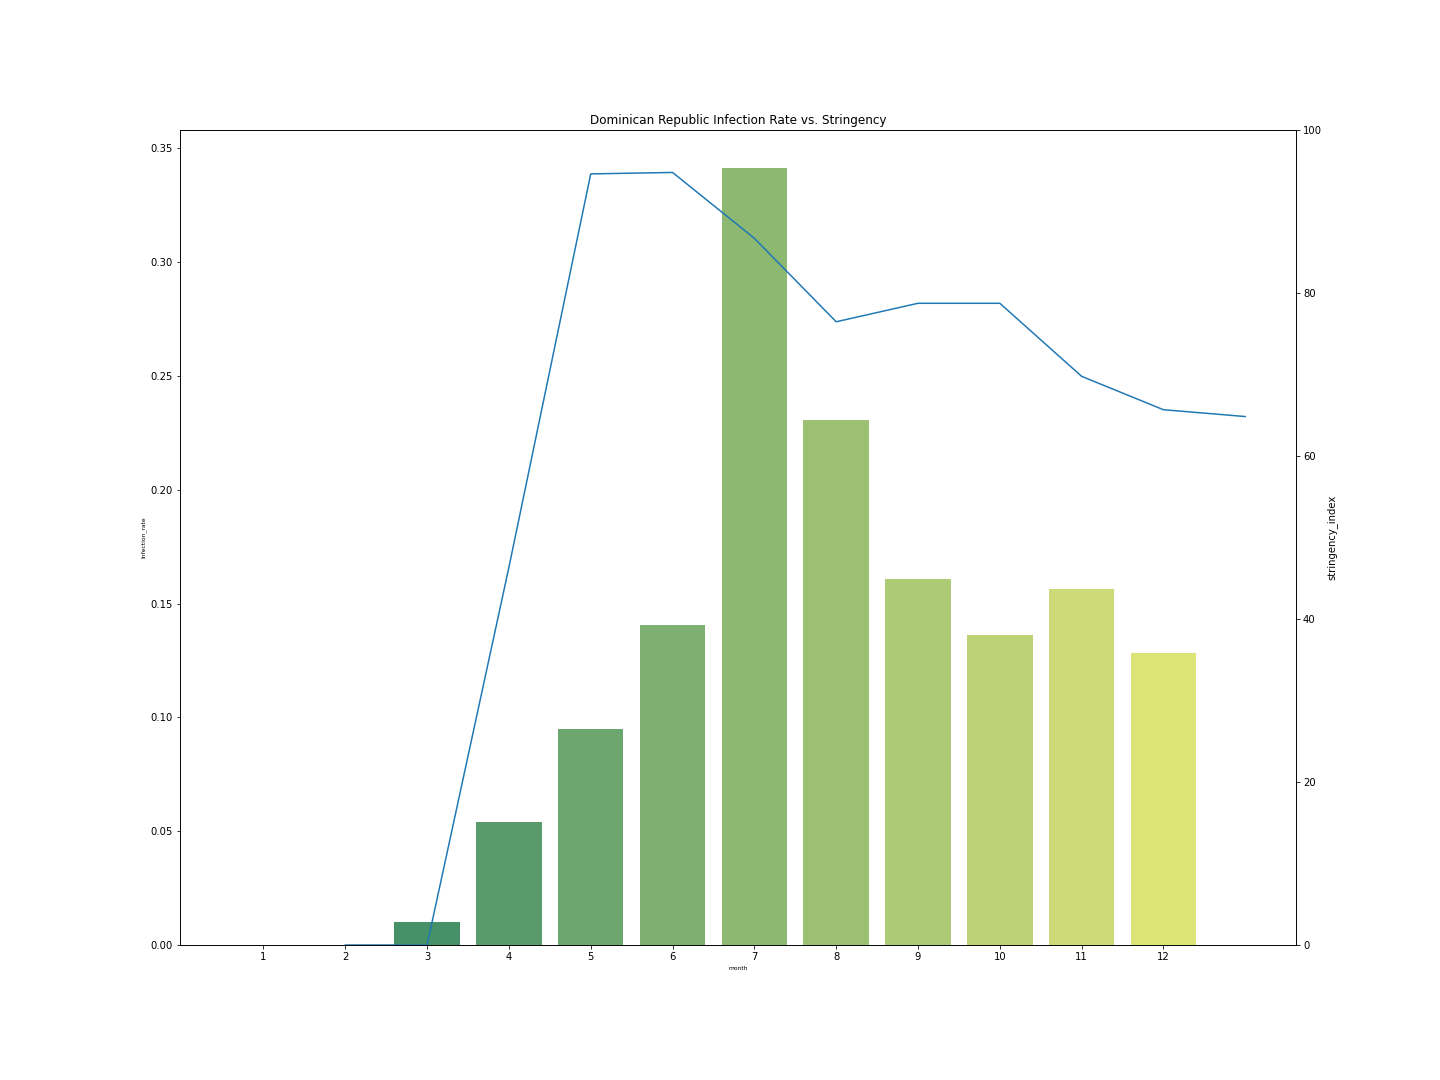 Dominican Republic Infection Rate vs. Stringency
0.35
0.30
0.25
0.20
0.15
0.10
0.05
0.00
Infection_rate
100
80
60
40
20
0
stringency_index
1 2 3 4 5 6 7 8 9 10 11 12
month